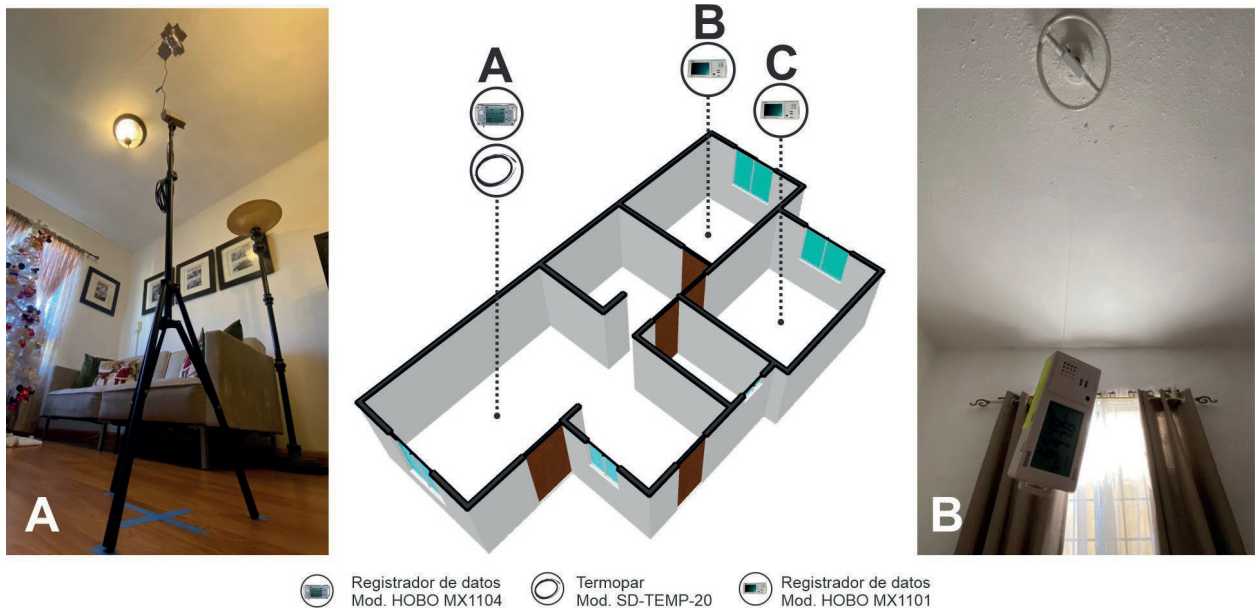 A
B
C
A
B
Registrador de datos
Mod. HOBO MX1104
Termopar
Mod. SD-TEMP-20
Registrador de datos
Mod. HOBO MX1101